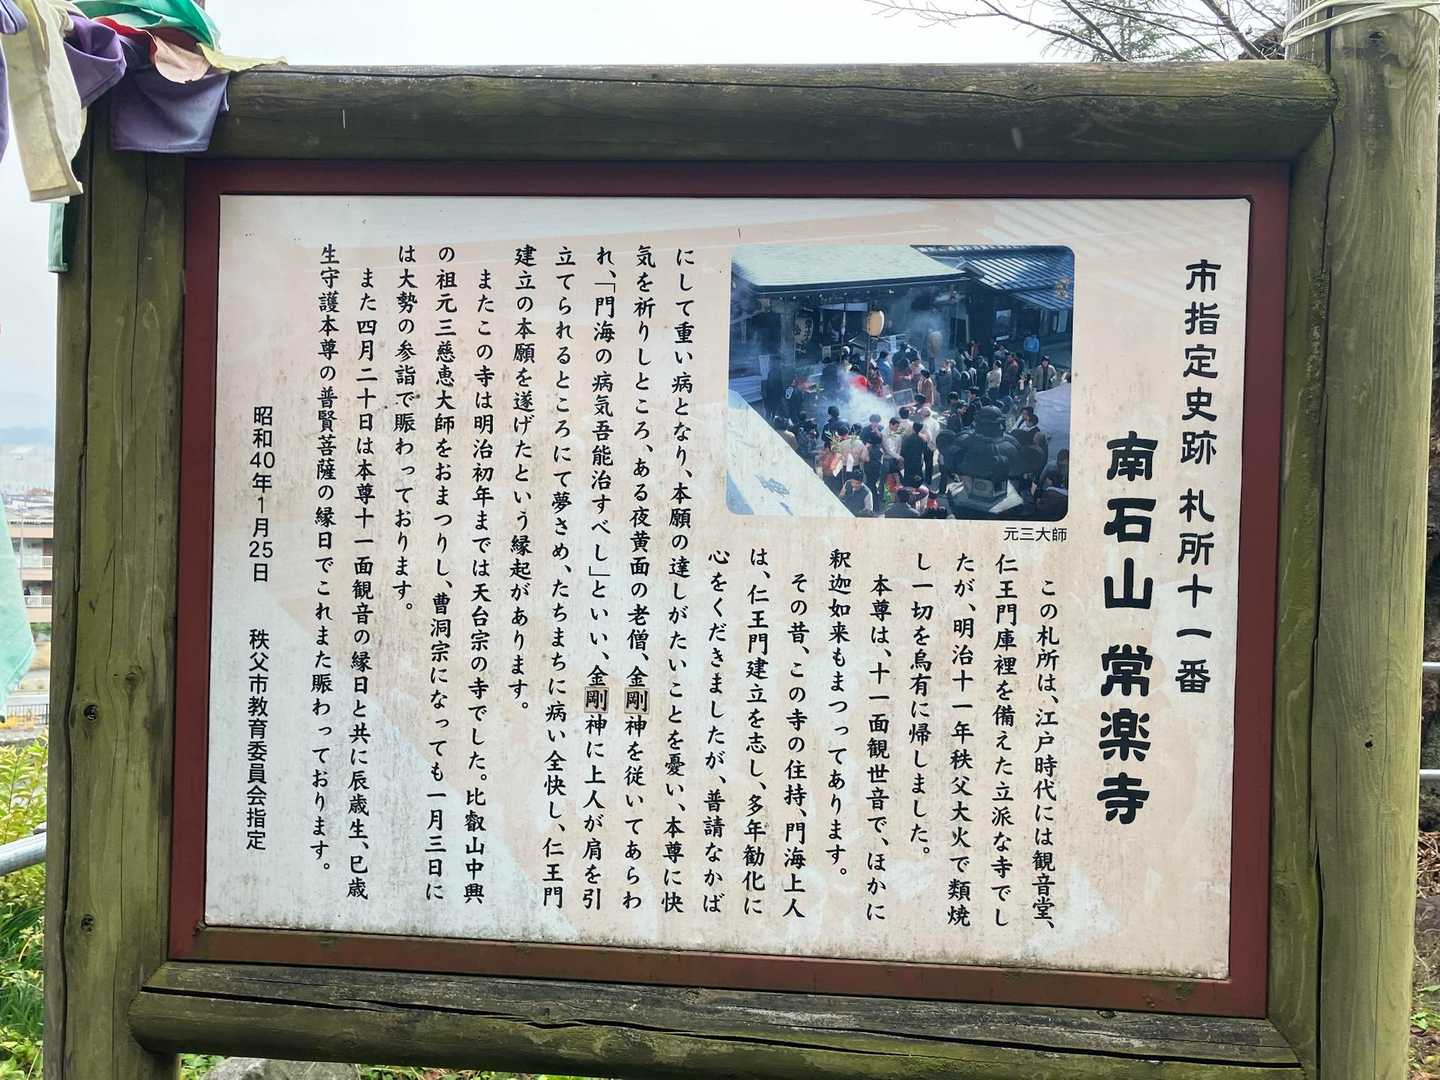 市指定史跡 札所十一番
南石山 常楽寺
元三大師
この札所は、江戸時代には観音堂、
仁王門庫裡を備えた立派な寺でし
たが、明治十一年秩父大火で類焼
し一切を烏有に帰しました。
本尊は、十一面観世音で、ほかに
釈迦如来もまつってあります。
その昔、この寺の住持、門海上人
は、仁王門建立を志し、多年勧化に
心をくだきましたが、普請なかば
にして重い病となり、本願の達しがたいことを憂い、本尊に快
気を祈りしところ、ある夜黄面の老僧、金剛神を従いてあらわ
れ、「門海の病気吾能治すべし」といい、金剛神に上人が肩を引
立てられるところにて夢さめ、たちまちに病い全快し、仁王門
建立の本願を遂げたという縁起があります。
またこの寺は明治初年までは天台宗の寺でした。比叡山中興
の祖元三慈恵大師をおまつりし、曹洞宗になっても一月三日に
は大勢の参詣で賑わっております。
また四月二十日は本尊十一面観音の縁日と共に辰歳生、巳歳
生守護本尊の普賢菩薩の縁日でこれまた賑わっております。
昭和40年1月25日 秩父市教育委員会指定